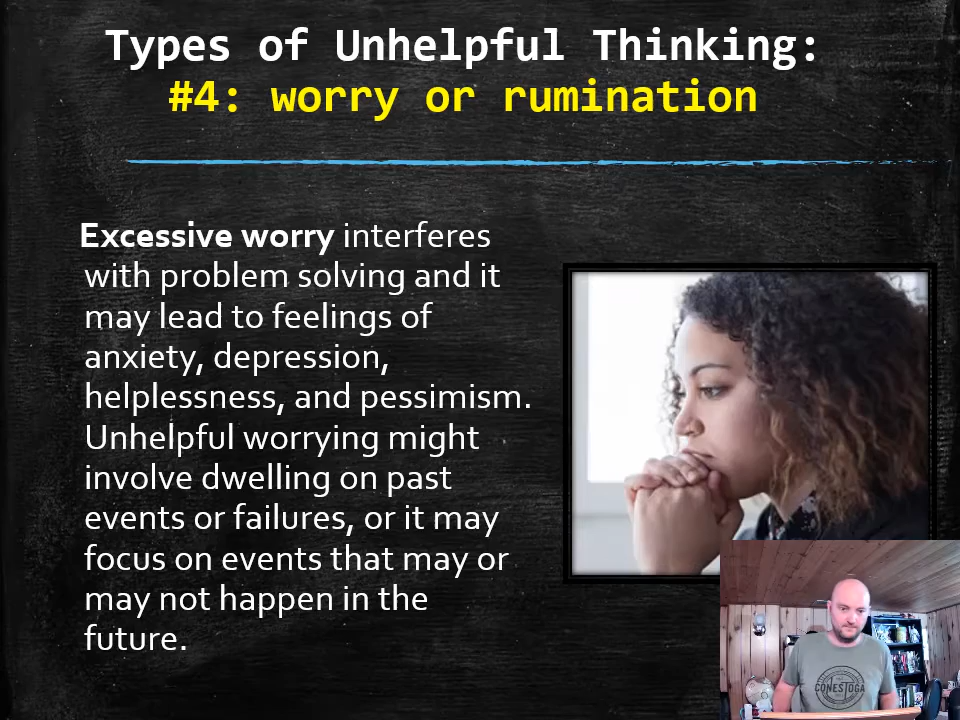 Types of Unhelpful Thinking:
#4: worry or rumination
Excessive worry interferes
with problem solving and it
may lead to feelings of
anxiety, depression,
helplessness, and pessimism.
Unhelpful worrying might
involve dwelling on past
events or failures, or it may
focus on events that may or
may not happen in the
future.
CONESTOGA